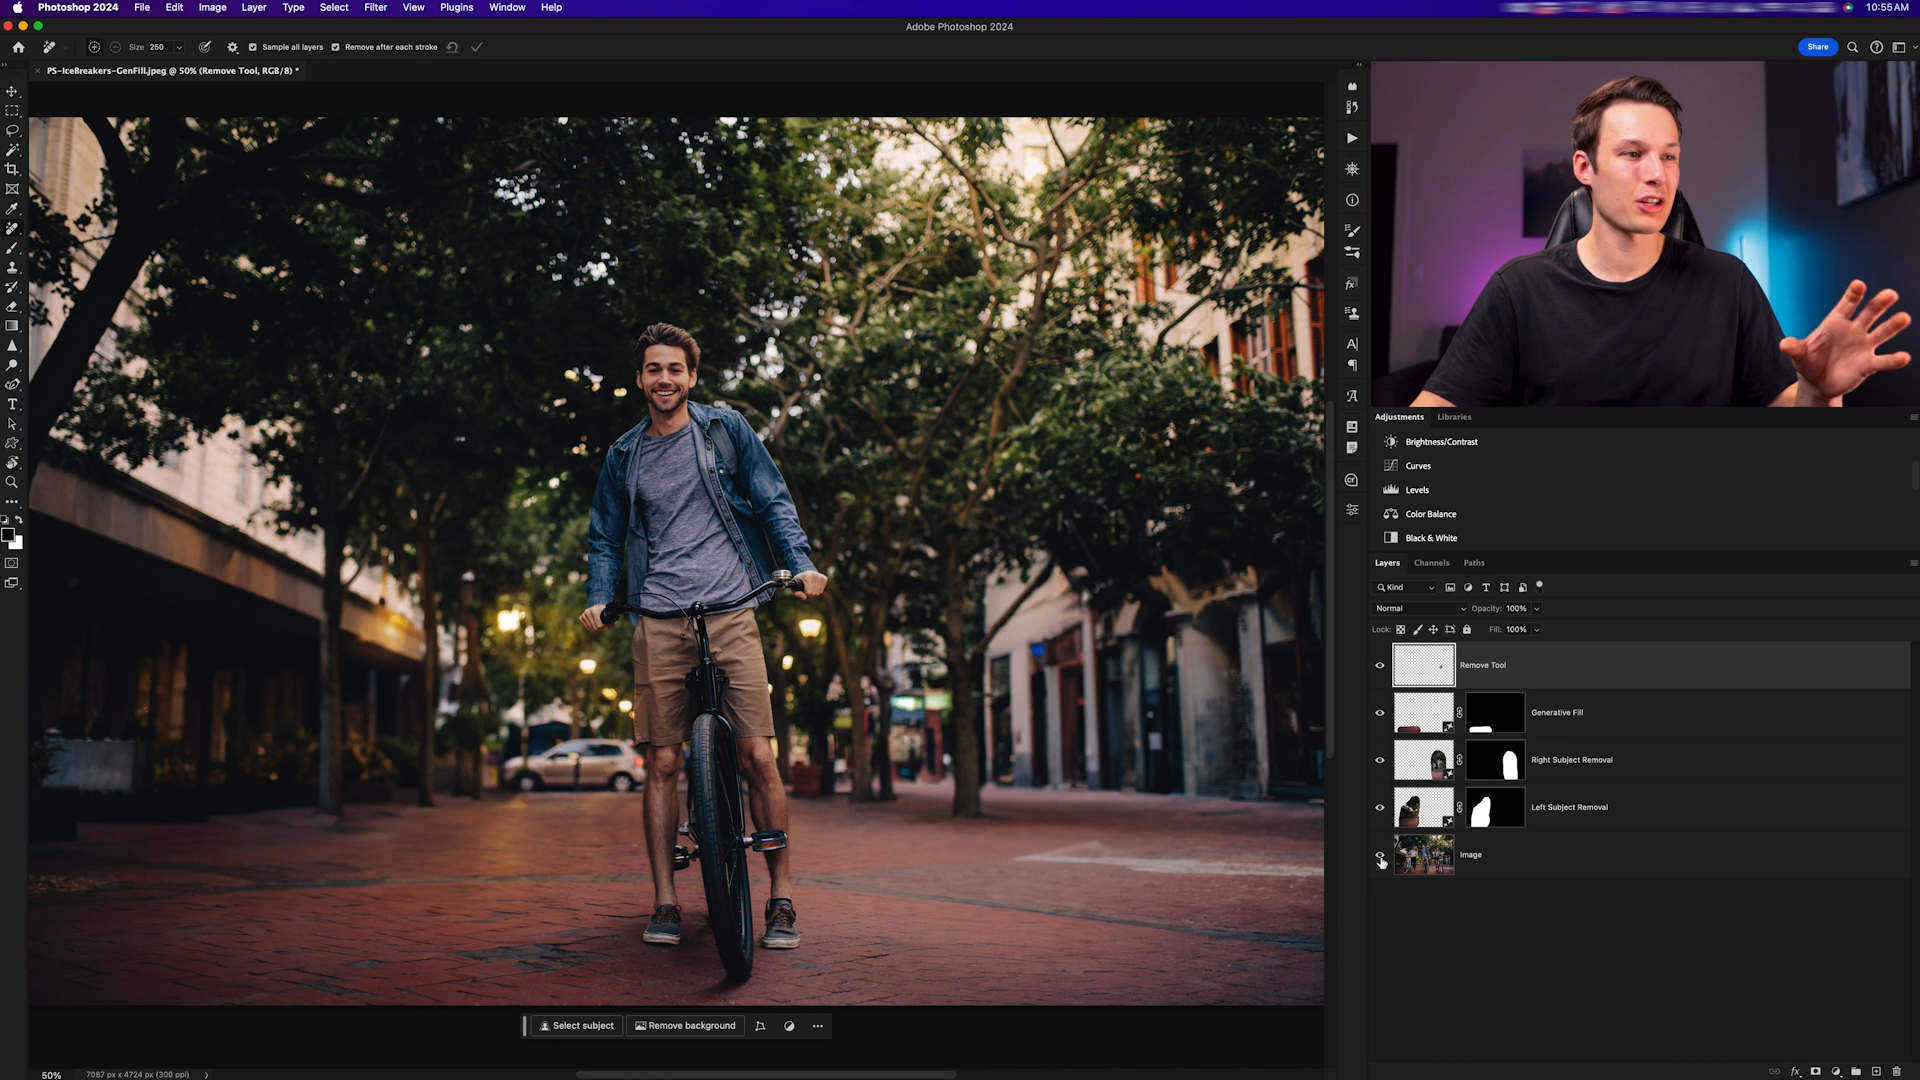 Photoshop 2024 File Edit Image Layer Type Select Filter View Plugins Window Help 10:55AM
Adobe Photoshop 2024
Size 250 Sample all layers Remove after each stroke Share
PS-IceBreakers-GenFill.jpeg @ 50% (Remove Tool, RGB/8) *
Adjustments Libraries
Brightness/Contrast
Curves
Levels
Color Balance
Black & White
Layers Channels Paths
Kind
Normal Opacity: 100%
Lock: Fill: 100%
Remove Tool
Generative Fill
Right Subject Removal
Left Subject Removal
Image
Select subject Remove background
50% 7087 px x 4724 px (300 ppi)